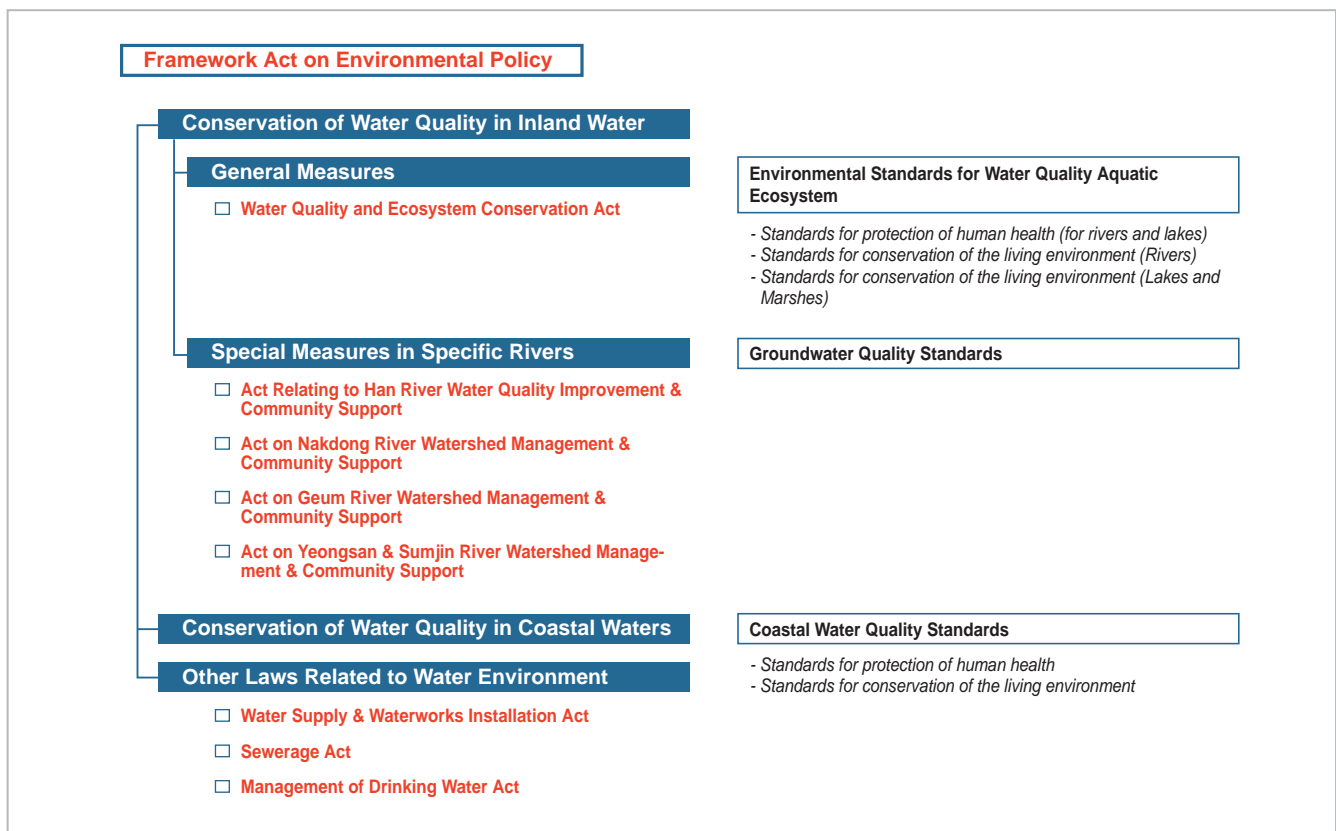 Framework Act on Environmental Policy
Conservation of Water Quality in Inland Water
General Measures
Water Quality and Ecosystem Conservation Act
Environmental Standards for Water Quality Aquatic
Ecosystem
- Standards for protection of human health (for rivers and lakes)
- Standards for conservation of the living environment (Rivers)
- Standards for conservation of the living environment (Lakes and
Marshes)
Special Measures in Specific Rivers
Groundwater Quality Standards
Act Relating to Han River Water Quality Improvement &
Community Support
Act on Nakdong River Watershed Management &
Community Support
Act on Geum River Watershed Management &
Community Support
Act on Yeongsan & Sumjin River Watershed Manage-
ment & Community Support
Conservation of Water Quality in Coastal Waters
Coastal Water Quality Standards
- Standards for protection of human health
- Standards for conservation of the living environment
Other Laws Related to Water Environment
Water Supply & Waterworks Installation Act
Sewerage Act
Management of Drinking Water Act